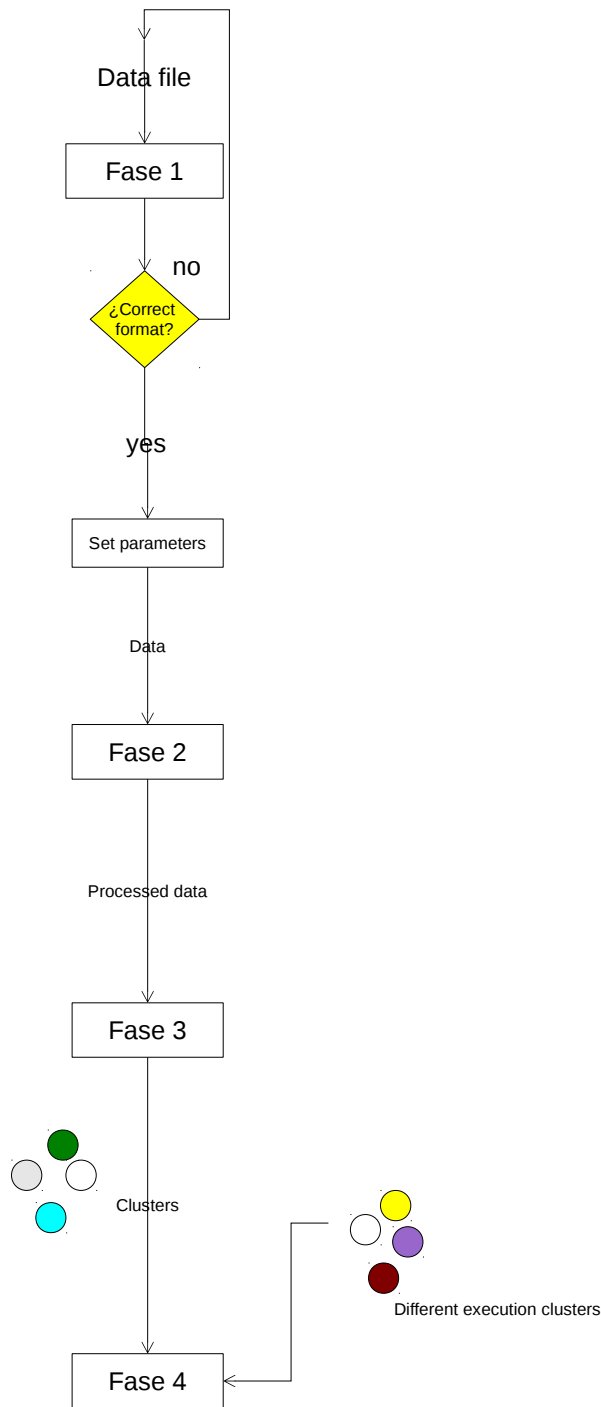 Data file
Fase 1
no
¿Correct
format?
yes
Set parameters
Data
Fase 2
Processed data
Fase 3
Clusters
Different execution clusters
Fase 4